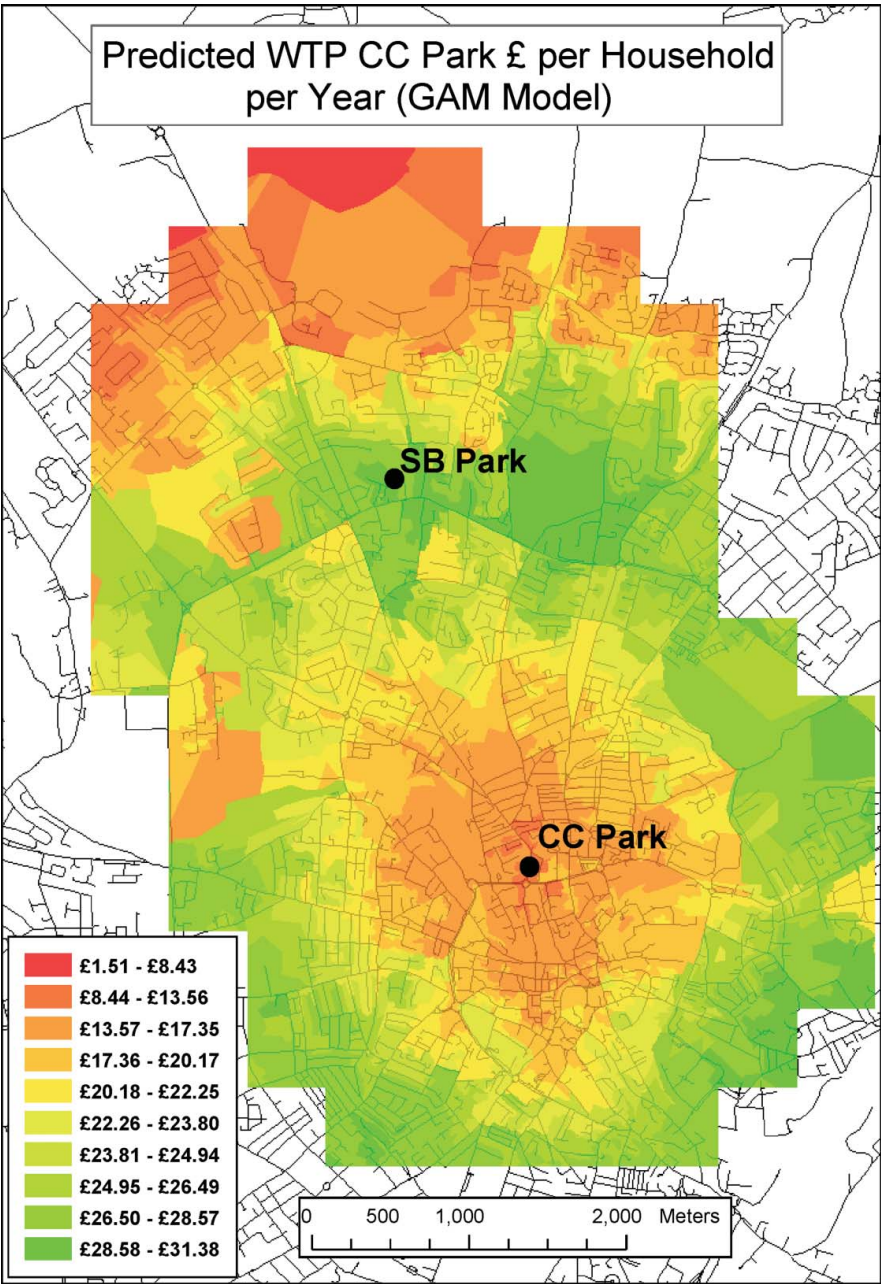 Predicted WTP CC Park £ per Household
per Year (GAM Model)
SB Park
CC Park
£1.51 - £8.43
£8.44 - £13.56
£13.57 - £17.35
£17.36 - £20.17
£20.18 - £22.25
£22.26 - £23.80
£23.81 - £24.94
£24.95 - £26.49
£26.50 - £28.57
£28.58 - £31.38
0 500 1,000 2,000 Meters